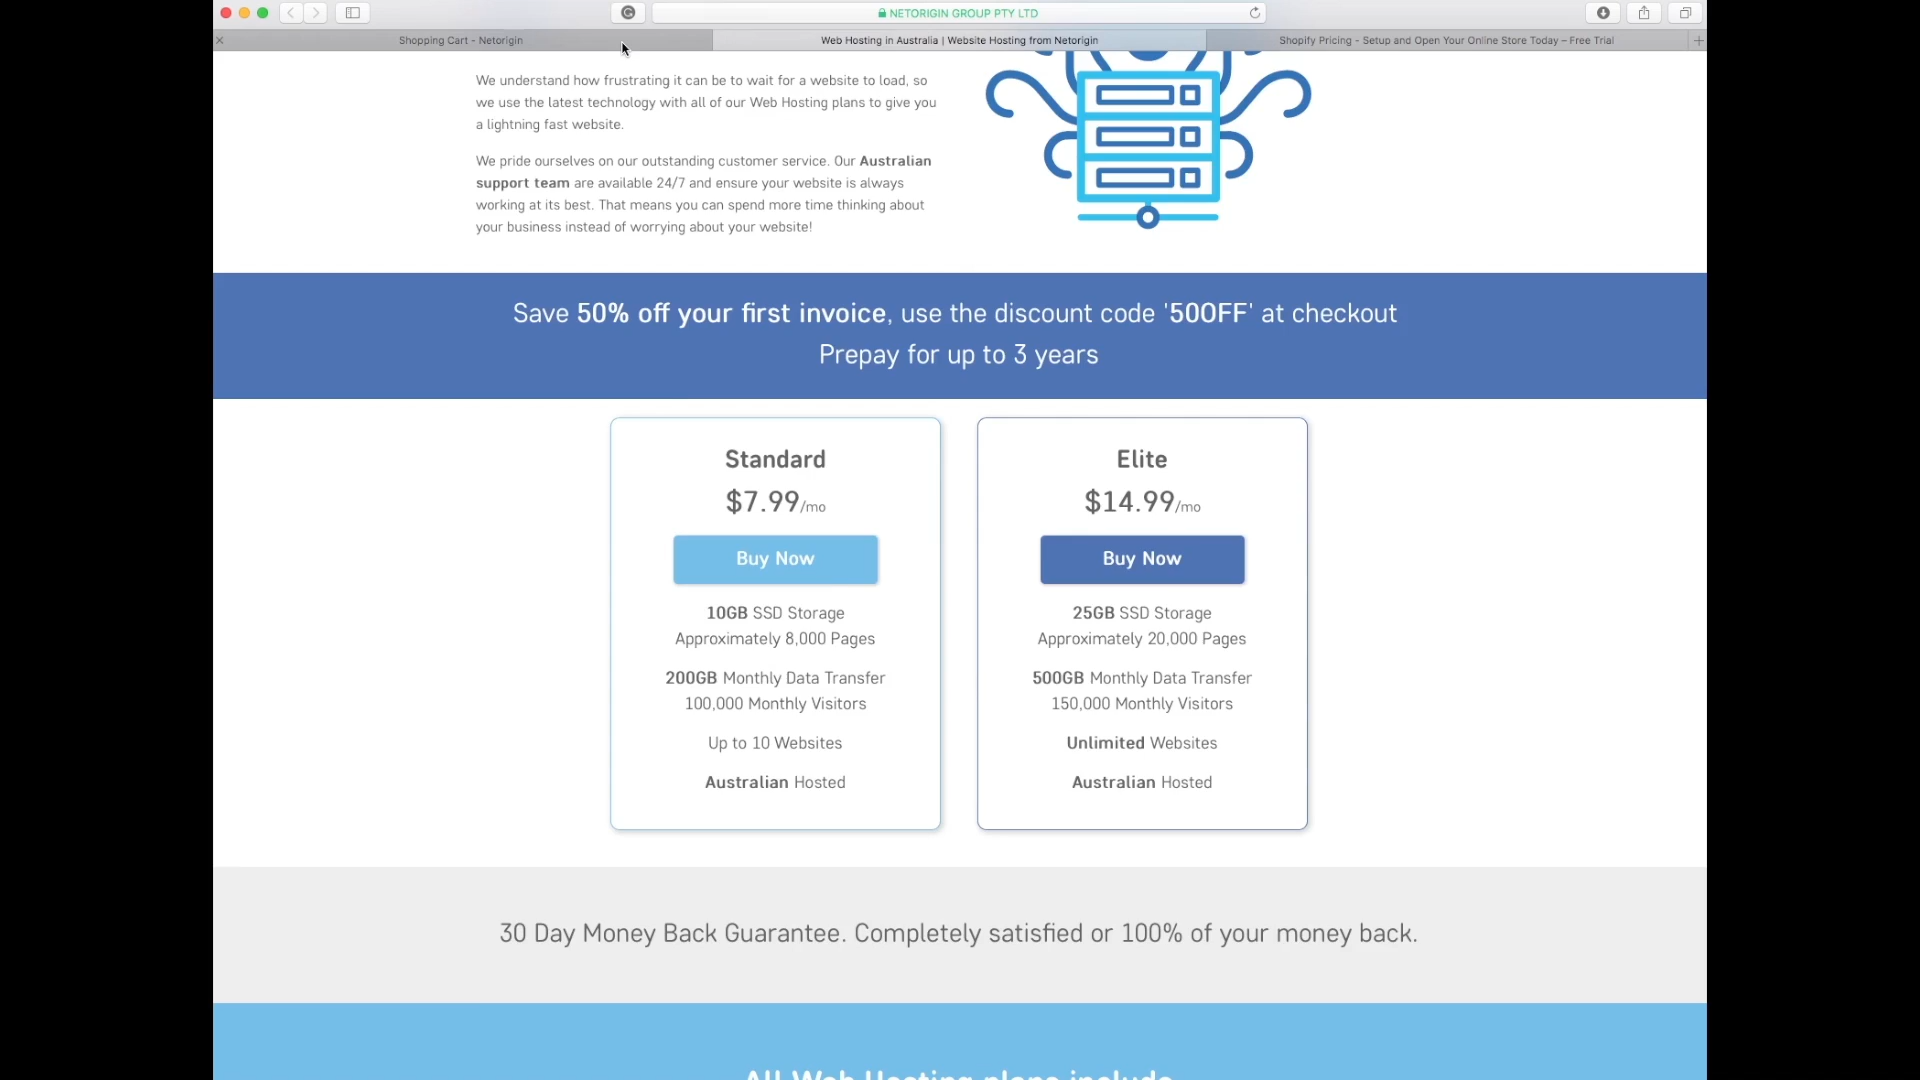 NETORIGIN GROUP PTY LTD
Shopping Cart - Netorigin
Web Hosting in Australia | Website Hosting from Netorigin
Shopify Pricing - Setup and Open Your Online Store Today – Free Trial
We understand how frustrating it can be to wait for a website to load, so
we use the latest technology with all of our Web Hosting plans to give you
a lightning fast website.
We pride ourselves on our outstanding customer service. Our Australian
support team are available 24/7 and ensure your website is always
working at its best. That means you can spend more time thinking about
your business instead of worrying about your website!
Save 50% off your first invoice, use the discount code '50OFF' at checkout
Prepay for up to 3 years
Standard
$7.99/mo
Buy Now
10GB SSD Storage
Approximately 8,000 Pages
200GB Monthly Data Transfer
100,000 Monthly Visitors
Up to 10 Websites
Australian Hosted
Elite
$14.99/mo
Buy Now
25GB SSD Storage
Approximately 20,000 Pages
500GB Monthly Data Transfer
150,000 Monthly Visitors
Unlimited Websites
Australian Hosted
30 Day Money Back Guarantee. Completely satisfied or 100% of your money back.
All Web Hosting plans include